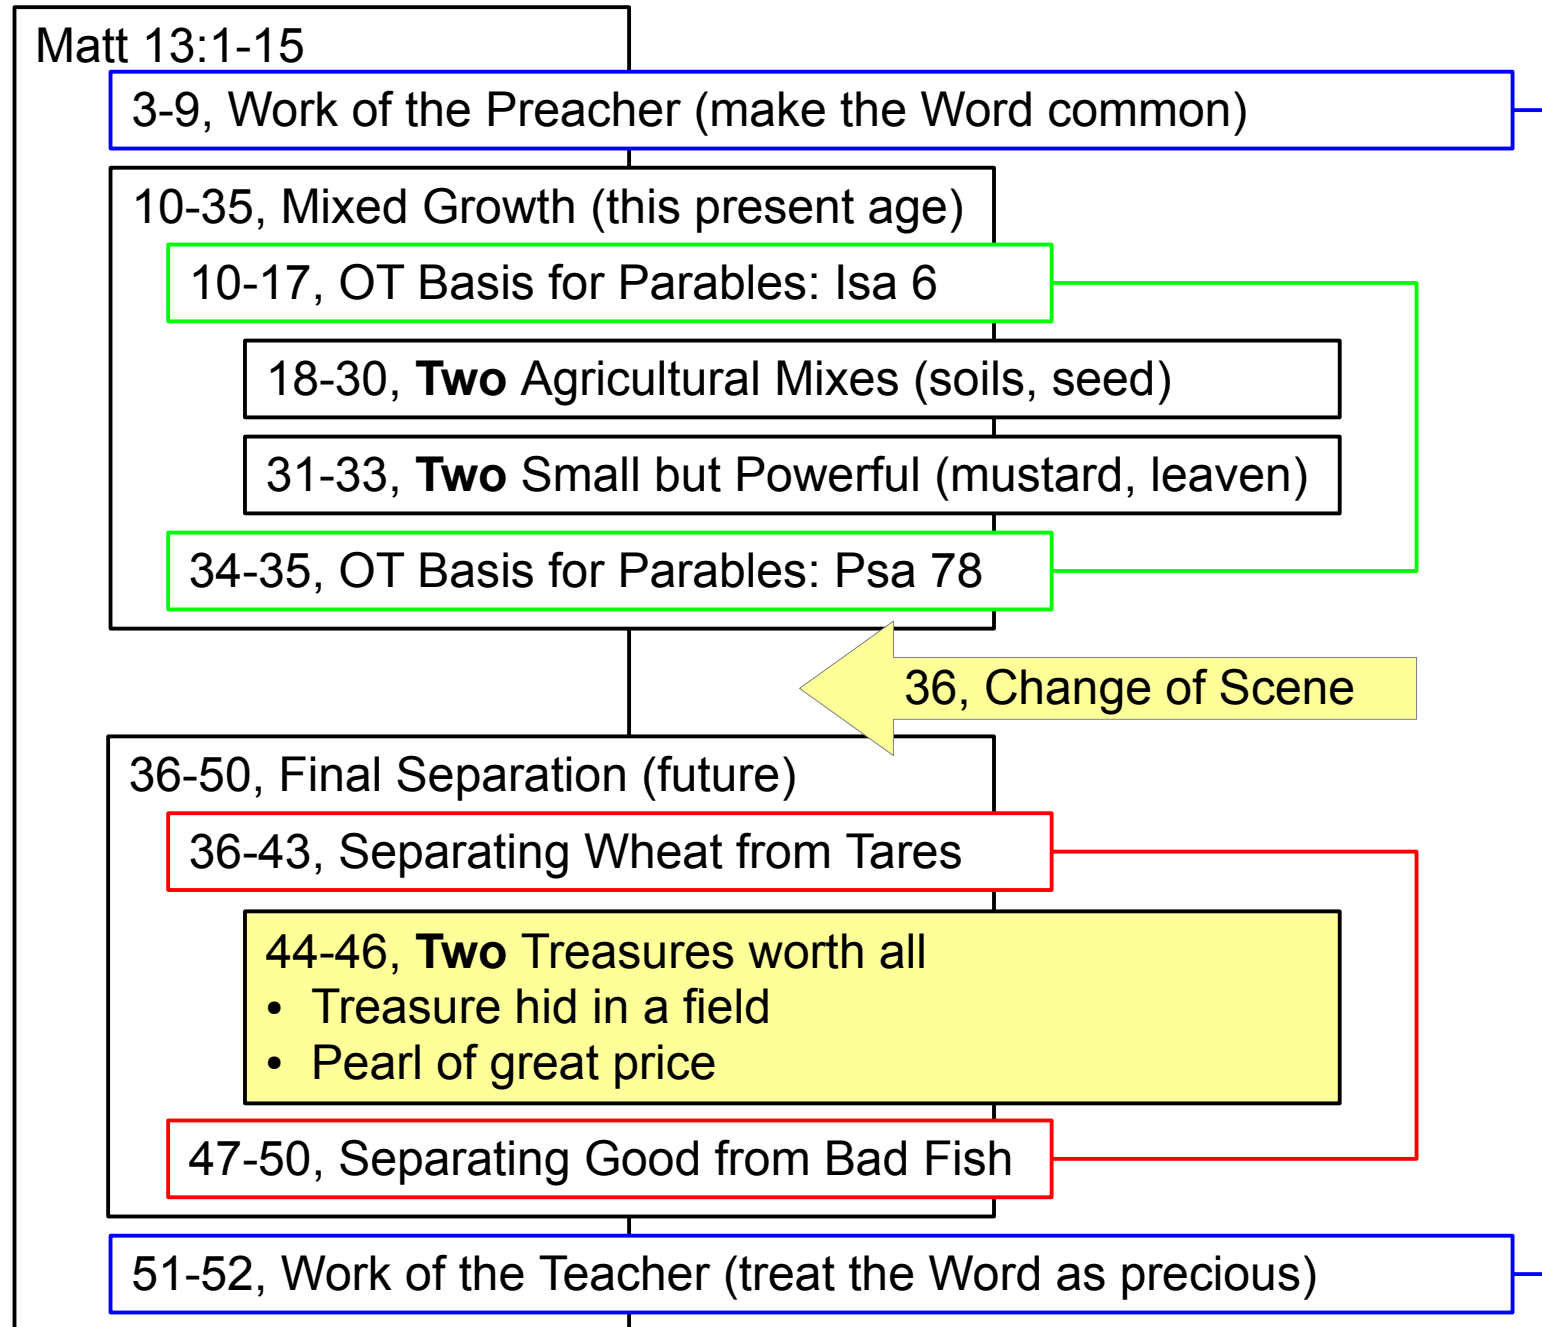 Matt 13:1-15
3-9, Work of the Preacher (make the Word common)
10-35, Mixed Growth (this present age)
10-17, OT Basis for Parables: Isa 6
18-30, Two Agricultural Mixes (soils, seed)
31-33, Two Small but Powerful (mustard, leaven)
34-35, OT Basis for Parables: Psa 78
36, Change of Scene
36-50, Final Separation (future)
36-43, Separating Wheat from Tares
44-46, Two Treasures worth all
• Treasure hid in a field
• Pearl of great price
47-50, Separating Good from Bad Fish
51-52, Work of the Teacher (treat the Word as precious)